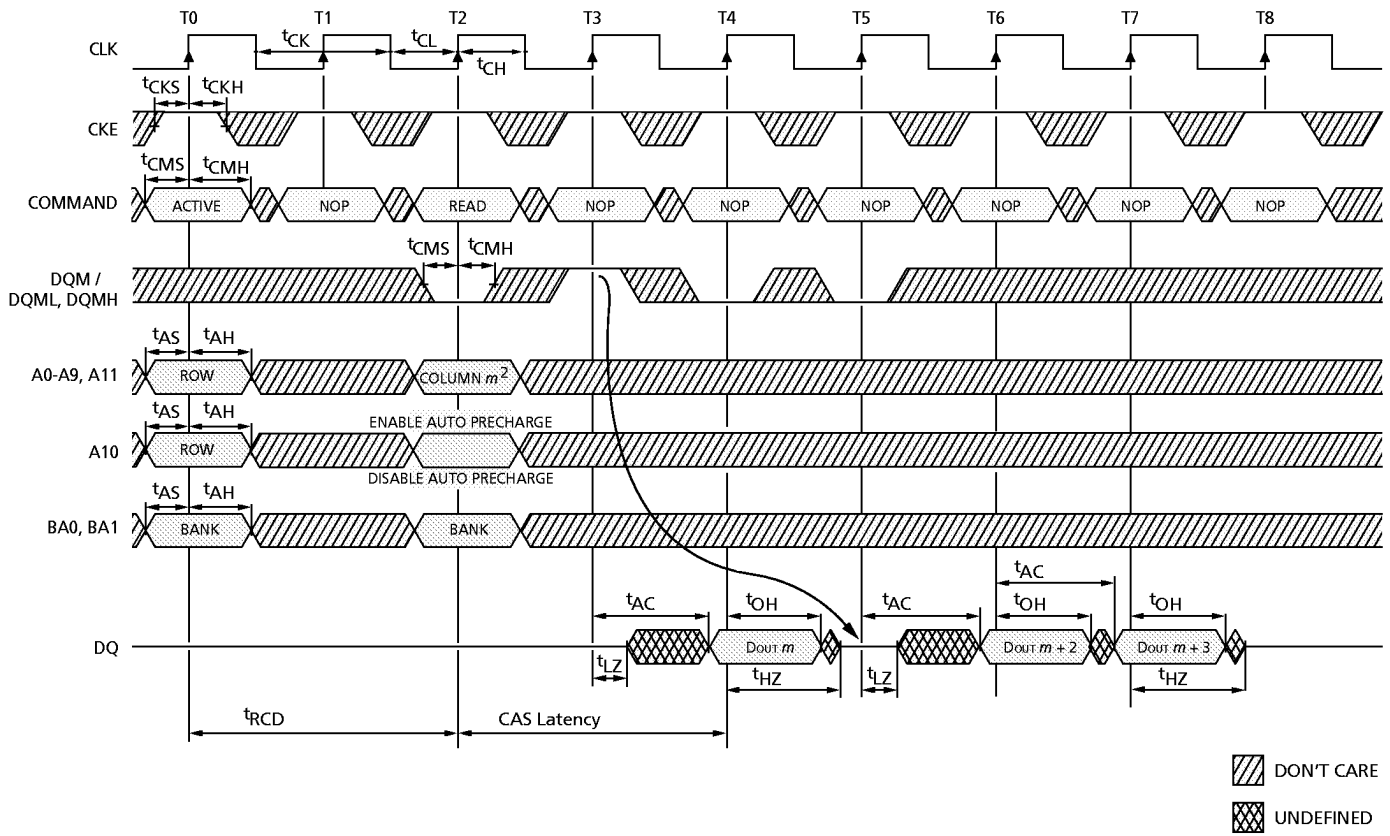 T0 T1 T2 T3 T4 T5 T6 T7 T8
CLK
tCK tCL tCH
tCKS tCKH
CKE
tCMS tCMH
COMMAND ACTIVE NOP READ NOP NOP NOP NOP NOP NOP
tCMS tCMH
DQM /
DQML, DQMH
tAS tAH
A0-A9, A11 ROW COLUMN m2
tAS tAH ENABLE AUTO PRECHARGE
A10 ROW
DISABLE AUTO PRECHARGE
tAS tAH
BA0, BA1 BANK BANK
tAC tOH tAC tAC tOH tOH
DQ DOUT m DOUT m + 2 DOUT m + 3
tLZ tHZ tLZ tHZ
tRCD CAS Latency
DON'T CARE
UNDEFINED